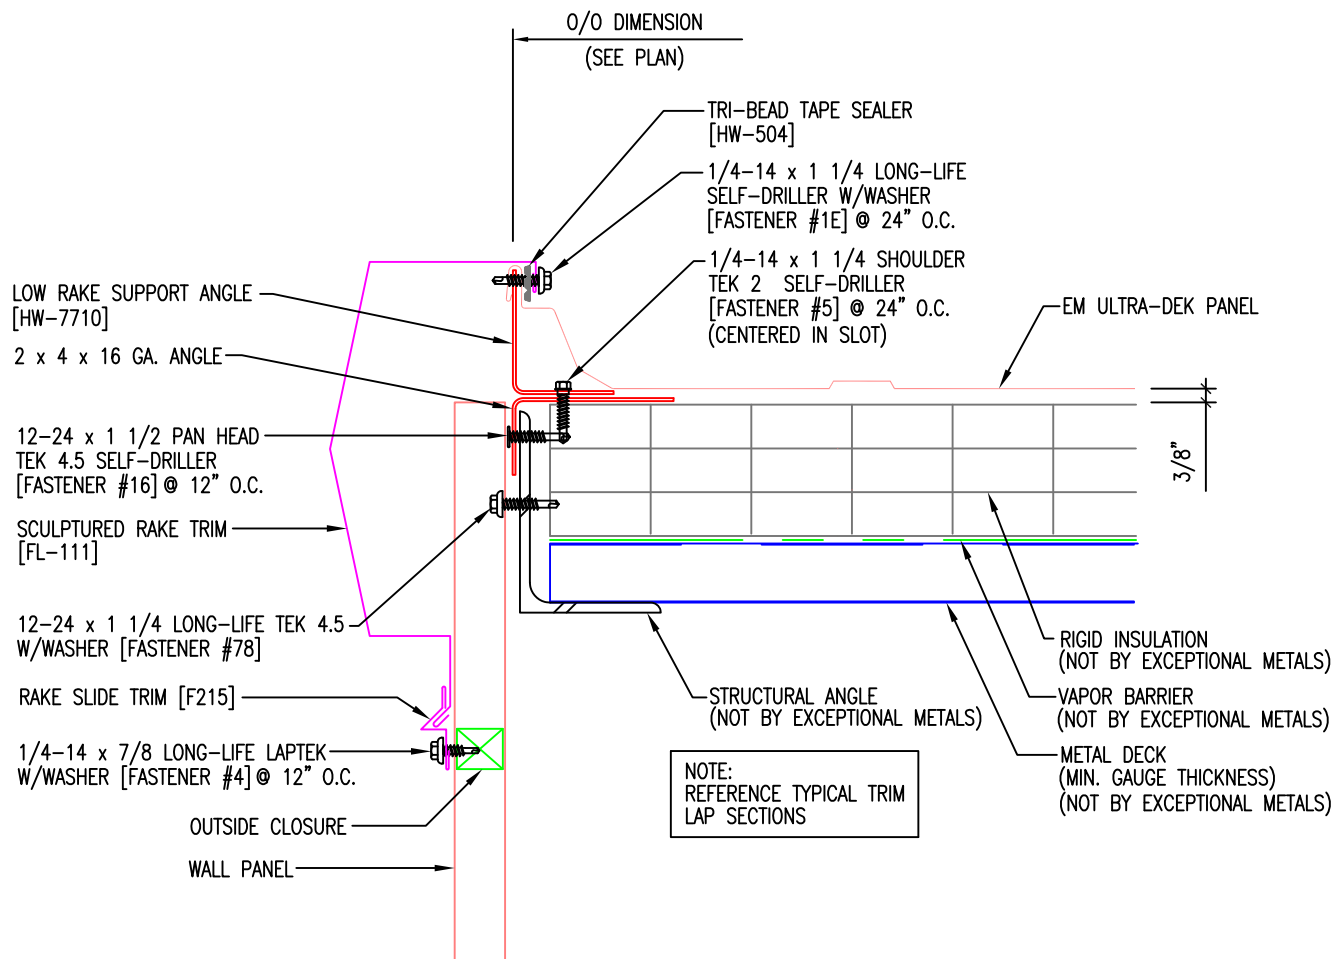 O/O DIMENSION
(SEE PLAN)
TRI-BEAD TAPE SEALER
[HW-504]
1/4-14 x 1 1/4 LONG-LIFE
SELF-DRILLER W/WASHER
[FASTENER #1E] @ 24" O.C.
1/4-14 x 1 1/4 SHOULDER
TEK 2 SELF-DRILLER
[FASTENER #5] @ 24" O.C.
(CENTERED IN SLOT)
EM ULTRA-DEK PANEL
LOW RAKE SUPPORT ANGLE
[HW-7710]
2 x 4 x 16 GA. ANGLE
12-24 x 1 1/2 PAN HEAD
TEK 4.5 SELF-DRILLER
[FASTENER #16] @ 12" O.C.
3/8"
SCULPTURED RAKE TRIM
[FL-111]
12-24 x 1 1/4 LONG-LIFE TEK 4.5
W/WASHER [FASTENER #78]
RAKE SLIDE TRIM [F215]
1/4-14 x 7/8 LONG-LIFE LAPTEK
W/WASHER [FASTENER #4] @ 12" O.C.
OUTSIDE CLOSURE
WALL PANEL
STRUCTURAL ANGLE
(NOT BY EXCEPTIONAL METALS)
NOTE:
REFERENCE TYPICAL TRIM
LAP SECTIONS
RIGID INSULATION
(NOT BY EXCEPTIONAL METALS)
VAPOR BARRIER
(NOT BY EXCEPTIONAL METALS)
METAL DECK
(MIN. GAUGE THICKNESS)
(NOT BY EXCEPTIONAL METALS)